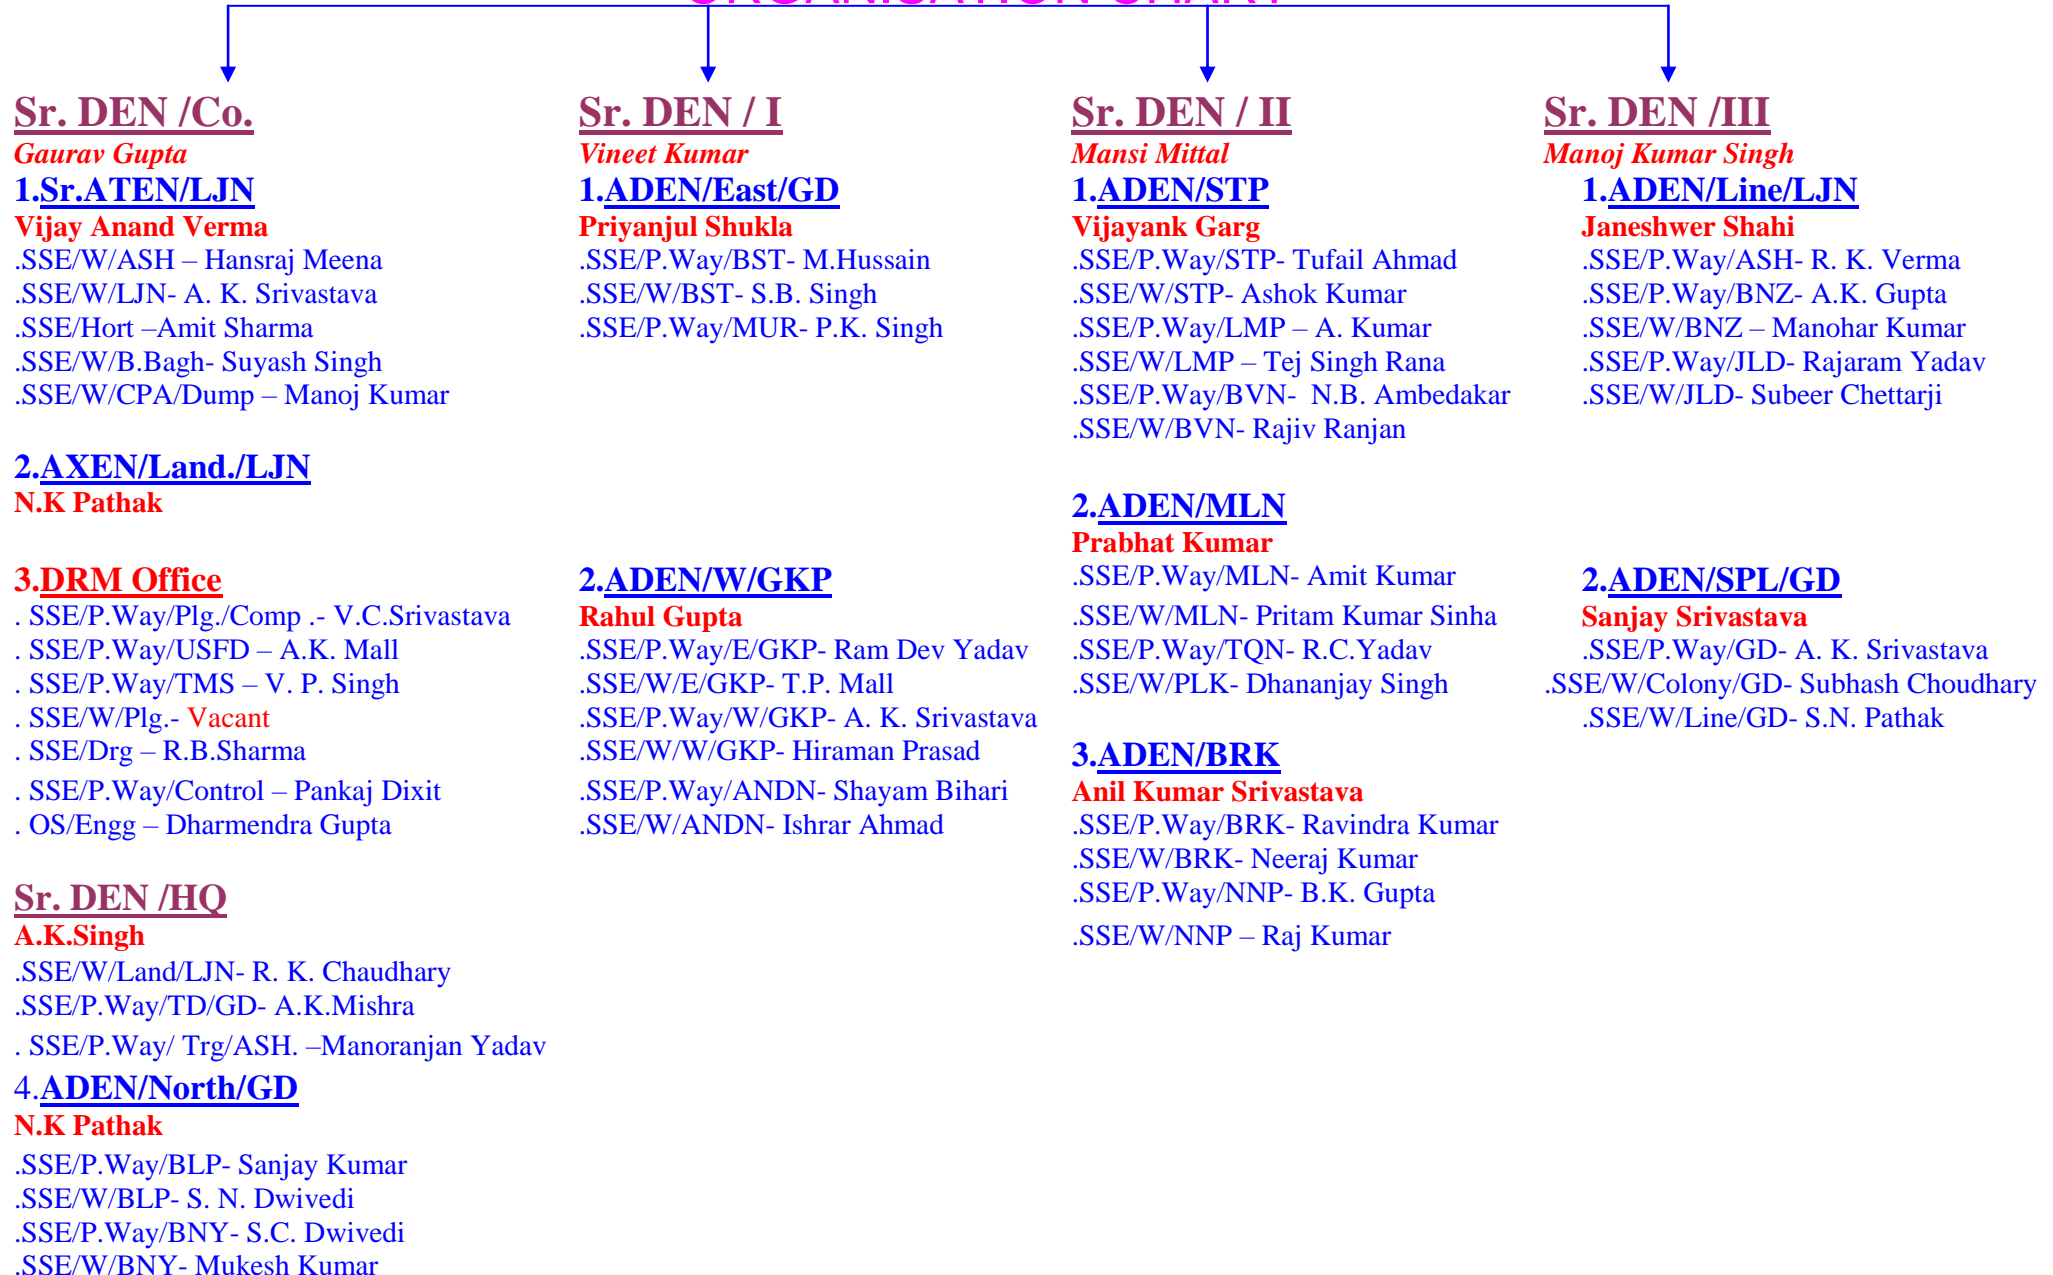 ORGANISATION CHART
Sr. DEN /Co.
Gaurav Gupta
1.Sr.ATEN/LJN
Vijay Anand Verma
.SSE/W/ASH – Hansraj Meena
.SSE/W/LJN- A. K. Srivastava
.SSE/Hort –Amit Sharma
.SSE/W/B.Bagh- Suyash Singh
.SSE/W/CPA/Dump – Manoj Kumar
2.AXEN/Land./LJN
N.K Pathak
3.DRM Office
. SSE/P.Way/Plg./Comp .- V.C.Srivastava
. SSE/P.Way/USFD – A.K. Mall
. SSE/P.Way/TMS – V. P. Singh
. SSE/W/Plg.- Vacant
. SSE/Drg – R.B.Sharma
. SSE/P.Way/Control – Pankaj Dixit
. OS/Engg – Dharmendra Gupta
Sr. DEN /HQ
A.K.Singh
.SSE/W/Land/LJN- R. K. Chaudhary
.SSE/P.Way/TD/GD- A.K.Mishra
. SSE/P.Way/ Trg/ASH. –Manoranjan Yadav
4.ADEN/North/GD
N.K Pathak
.SSE/P.Way/BLP- Sanjay Kumar
.SSE/W/BLP- S. N. Dwivedi
.SSE/P.Way/BNY- S.C. Dwivedi
.SSE/W/BNY- Mukesh Kumar
Sr. DEN / I
Vineet Kumar
1.ADEN/East/GD
Priyanjul Shukla
.SSE/P.Way/BST- M.Hussain
.SSE/W/BST- S.B. Singh
.SSE/P.Way/MUR- P.K. Singh
2.ADEN/W/GKP
Rahul Gupta
.SSE/P.Way/E/GKP- Ram Dev Yadav
.SSE/W/E/GKP- T.P. Mall
.SSE/P.Way/W/GKP- A. K. Srivastava
.SSE/W/W/GKP- Hiraman Prasad
.SSE/P.Way/ANDN- Shayam Bihari
.SSE/W/ANDN- Ishrar Ahmad
Sr. DEN / II
Mansi Mittal
1.ADEN/STP
Vijayank Garg
.SSE/P.Way/STP- Tufail Ahmad
.SSE/W/STP- Ashok Kumar
.SSE/P.Way/LMP – A. Kumar
.SSE/W/LMP – Tej Singh Rana
.SSE/P.Way/BVN- N.B. Ambedakar
.SSE/W/BVN- Rajiv Ranjan
2.ADEN/MLN
Prabhat Kumar
.SSE/P.Way/MLN- Amit Kumar
.SSE/W/MLN- Pritam Kumar Sinha
.SSE/P.Way/TQN- R.C.Yadav
.SSE/W/PLK- Dhananjay Singh
3.ADEN/BRK
Anil Kumar Srivastava
.SSE/P.Way/BRK- Ravindra Kumar
.SSE/W/BRK- Neeraj Kumar
.SSE/P.Way/NNP- B.K. Gupta
.SSE/W/NNP – Raj Kumar
Sr. DEN /III
Manoj Kumar Singh
1.ADEN/Line/LJN
Janeshwer Shahi
.SSE/P.Way/ASH- R. K. Verma
.SSE/P.Way/BNZ- A.K. Gupta
.SSE/W/BNZ – Manohar Kumar
.SSE/P.Way/JLD- Rajaram Yadav
.SSE/W/JLD- Subeer Chettarji
2.ADEN/SPL/GD
Sanjay Srivastava
.SSE/P.Way/GD- A. K. Srivastava
.SSE/W/Colony/GD- Subhash Choudhary
.SSE/W/Line/GD- S.N. Pathak